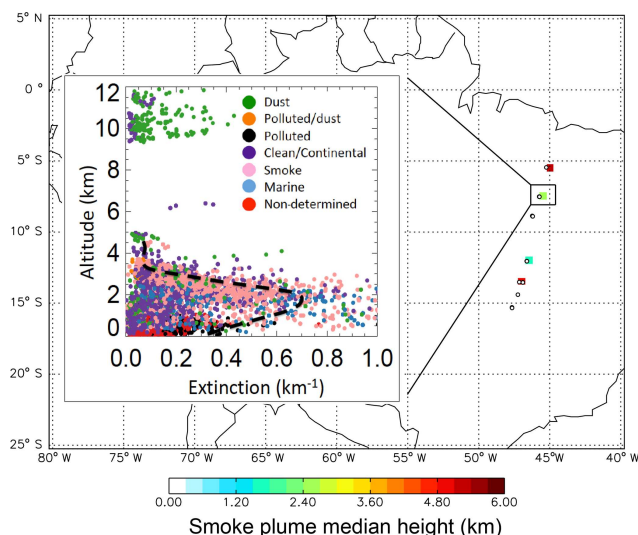 5° N
0 °
5° S
10° S
15° S
20° S
25° S
80° W
75° W
70° W
65° W
60° W
55° W
50° W
45° W
40° W
12
10
8
6
4
2
0
Altitude (km)
0.0
0.2
0.4
0.6
0.8
1.0
Extinction (km⁻¹)
Dust
Polluted/dust
Polluted
Clean/Continental
Smoke
Marine
Non-determined
0.00
1.20
2.40
3.60
4.80
6.00
Smoke plume median height (km)